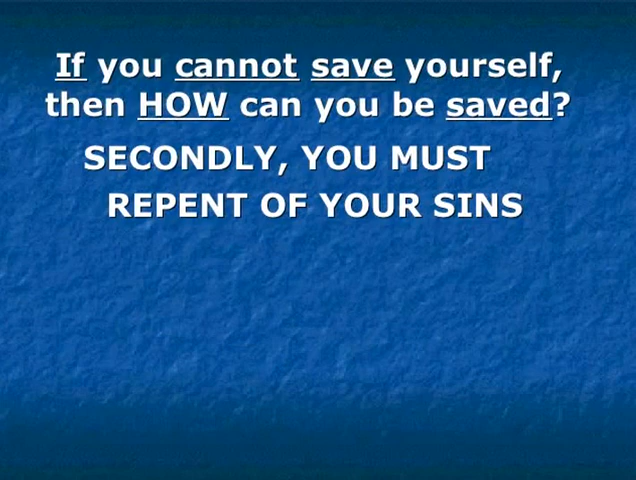 If you cannot save yourself,
then HOW can you be saved?
SECONDLY, YOU MUST
REPENT OF YOUR SINS